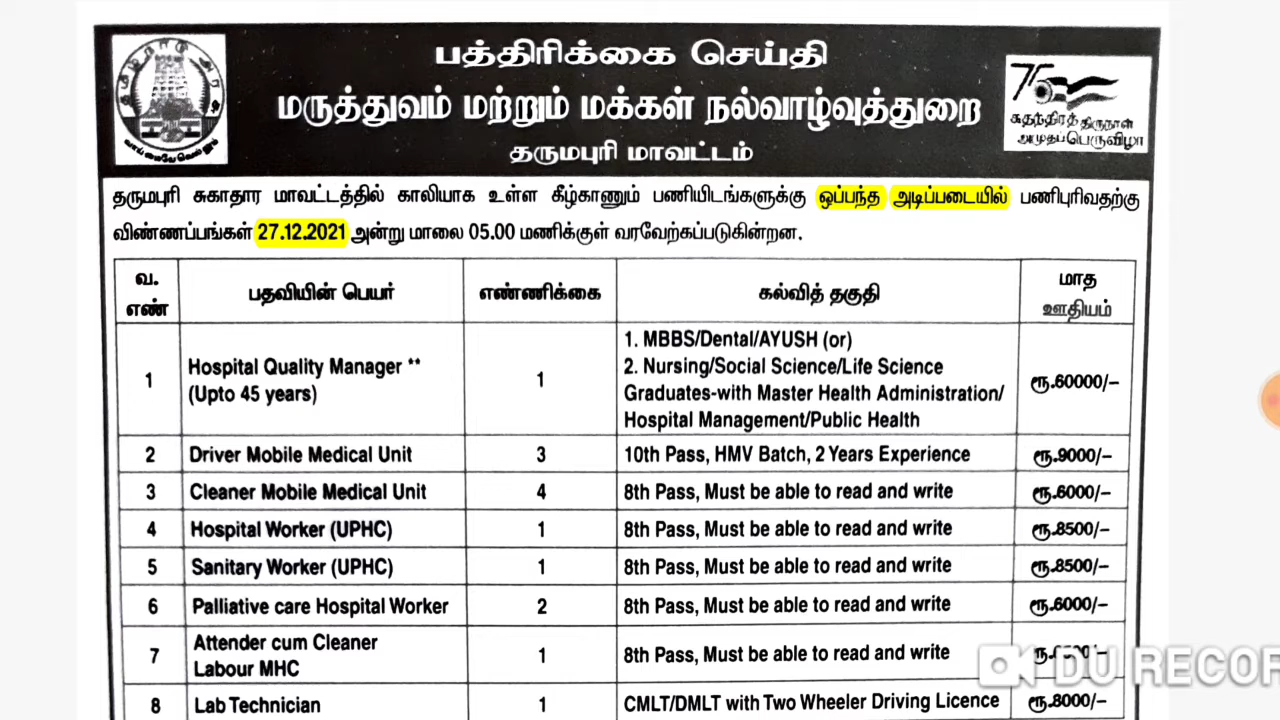 பத்திரிக்கை செய்தி
மருத்துவம் மற்றும் மக்கள் நல்வாழ்வுத்துறை
தருமபுரி மாவட்டம்
தமிழ்நாடு அரசு
வாய்மையே வெல்லும்
75
சுதந்திரத் திருநாள்
அமுதப்பெருவிழா
தருமபுரி சுகாதார மாவட்டத்தில் காலியாக உள்ள கீழ்காணும் பணியிடங்களுக்கு ஒப்பந்த அடிப்படையில் பணிபுரிவதற்கு
விண்ணப்பங்கள் 27.12.2021 அன்று மாலை 05.00 மணிக்குள் வரவேற்கப்படுகின்றன.
வ. எண் பதவியின் பெயர் எண்ணிக்கை கல்வித் தகுதி மாத ஊதியம்
1 Hospital Quality Manager ** (Upto 45 years) 1 1. MBBS/Dental/AYUSH (or)
2. Nursing/Social Science/Life Science
Graduates-with Master Health Administration/
Hospital Management/Public Health ரூ.60000/-
2 Driver Mobile Medical Unit 3 10th Pass, HMV Batch, 2 Years Experience ரூ.9000/-
3 Cleaner Mobile Medical Unit 4 8th Pass, Must be able to read and write ரூ.6000/-
4 Hospital Worker (UPHC) 1 8th Pass, Must be able to read and write ரூ.8500/-
5 Sanitary Worker (UPHC) 1 8th Pass, Must be able to read and write ரூ.8500/-
6 Palliative care Hospital Worker 2 8th Pass, Must be able to read and write ரூ.6000/-
7 Attender cum Cleaner
Labour MHC 1 8th Pass, Must be able to read and write
8 Lab Technician 1 CMLT/DMLT with Two Wheeler Driving Licence ரூ.8000/-
DU RECOR